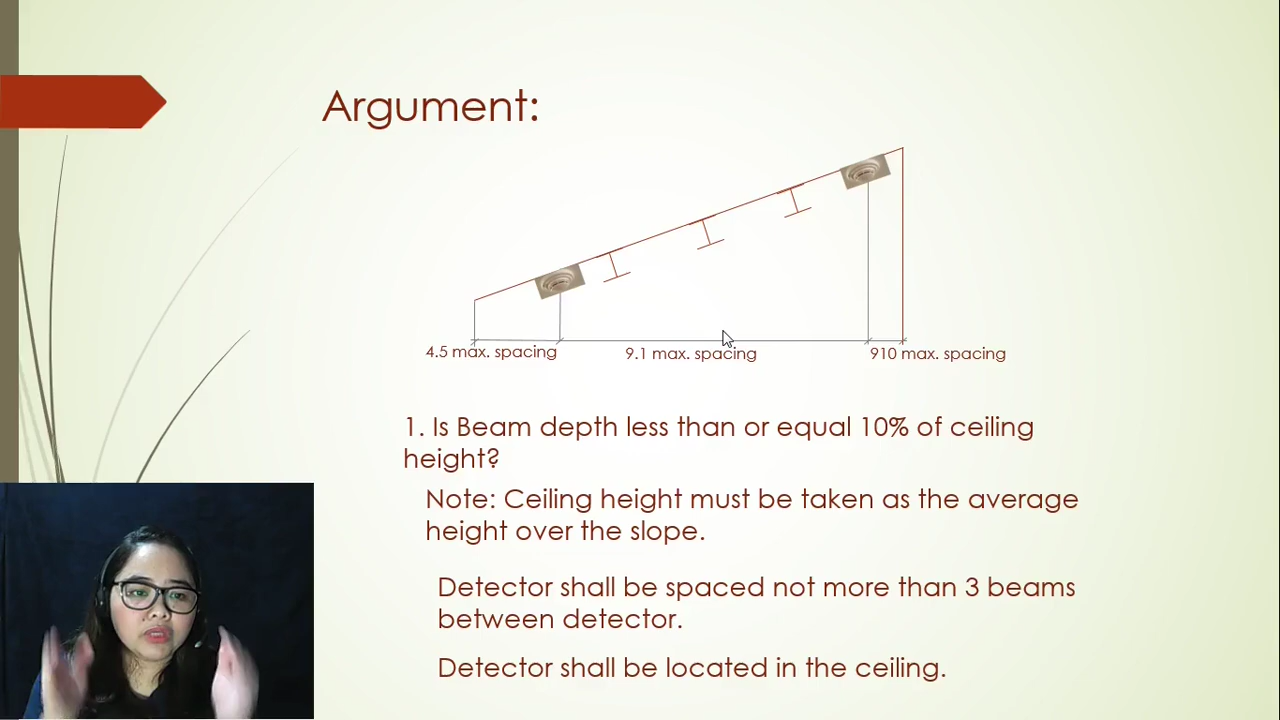 Argument:
4.5 max. spacing
9.1 max. spacing
910 max. spacing
1. Is Beam depth less than or equal 10% of ceiling
height?
Note: Ceiling height must be taken as the average
height over the slope.
Detector shall be spaced not more than 3 beams
between detector.
Detector shall be located in the ceiling.